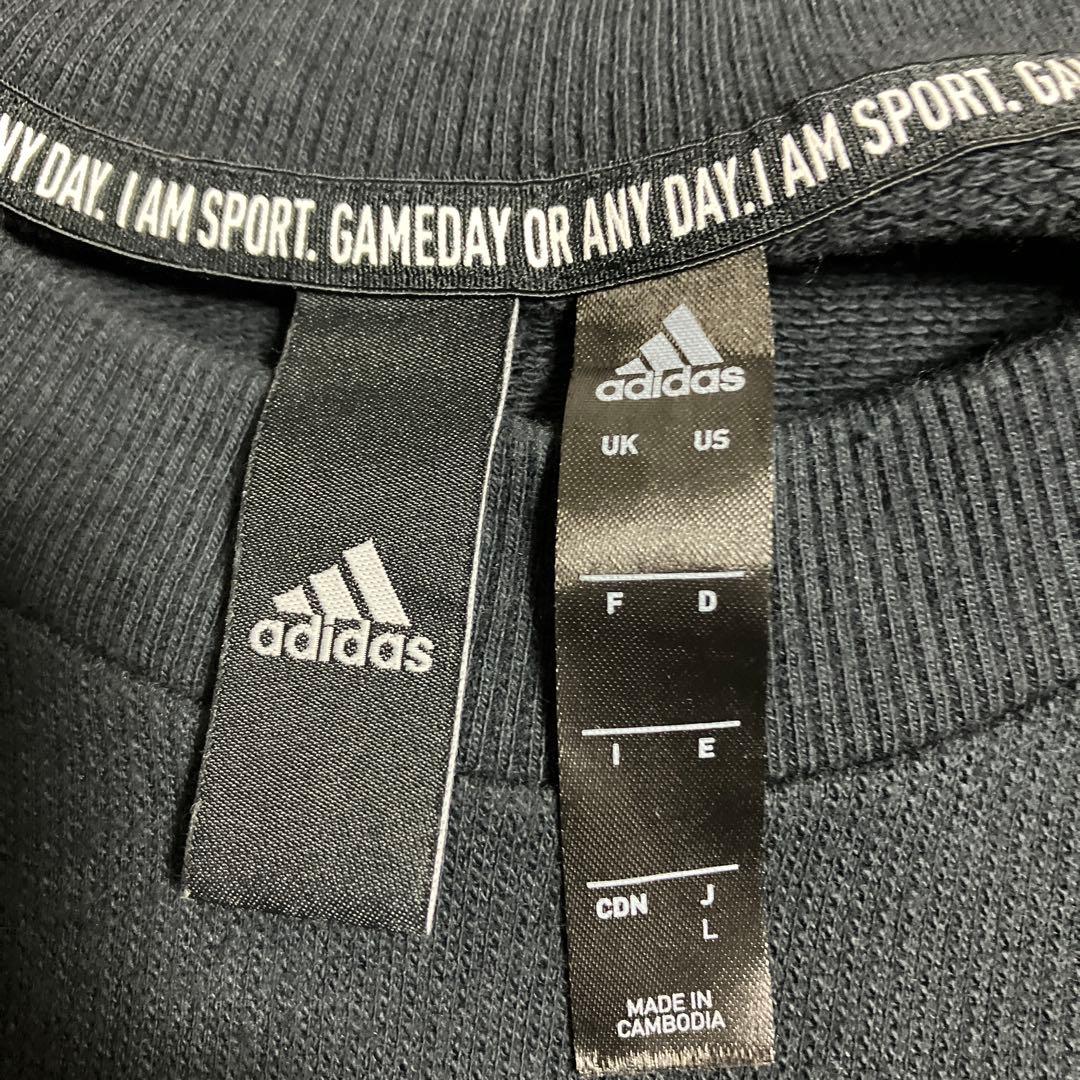 NY DAY. I AM SPORT. GAMEDAY OR ANY DAY. I AM SPORT. GA
adidas
adidas
UK US
F D
I E
CDN J
L
MADE IN
CAMBODIA